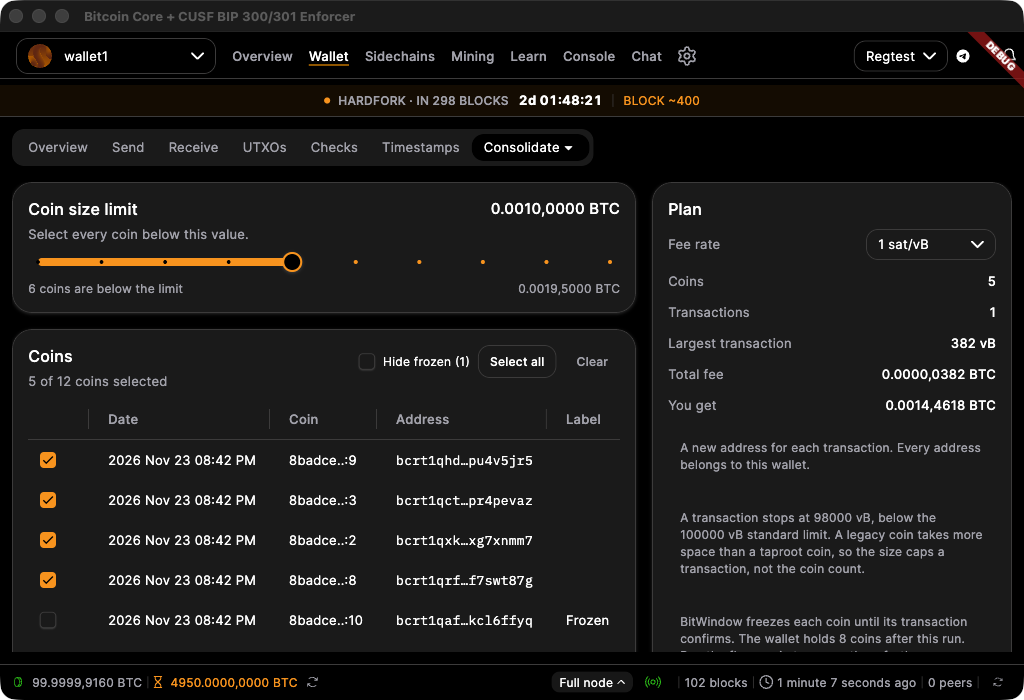 Bitcoin Core + CUSF BIP 300/301 Enforcer
wallet1 Overview Wallet Sidechains Mining Learn Console Chat Regtest DEBUG
HARDFORK · IN 298 BLOCKS 2d 01:48:21 BLOCK ~400
Overview Send Receive UTXOs Checks Timestamps Consolidate
Coin size limit 0.0010,0000 BTC
Select every coin below this value.
6 coins are below the limit 0.0019,5000 BTC
Coins
5 of 12 coins selected
Hide frozen (1) Select all Clear
Date Coin Address Label
2026 Nov 23 08:42 PM 8badce..:9 bcrt1qhd…pu4v5jr5
2026 Nov 23 08:42 PM 8badce..:3 bcrt1qct…pr4pevaz
2026 Nov 23 08:42 PM 8badce..:2 bcrt1qxk…xg7xnmm7
2026 Nov 23 08:42 PM 8badce..:8 bcrt1qrf…f7swt87g
2026 Nov 23 08:42 PM 8badce..:10 bcrt1qaf…kcl6ffyq Frozen
Plan
Fee rate 1 sat/vB
Coins 5
Transactions 1
Largest transaction 382 vB
Total fee 0.0000,0382 BTC
You get 0.0014,4618 BTC
A new address for each transaction. Every address
belongs to this wallet.
A transaction stops at 98000 vB, below the
100000 vB standard limit. A legacy coin takes more
space than a taproot coin, so the size caps a
transaction, not the coin count.
BitWindow freezes each coin until its transaction
confirms. The wallet holds 8 coins after this run.
99.9999,9160 BTC 4950.0000,0000 BTC Full node 102 blocks 1 minute 7 seconds ago 0 peers